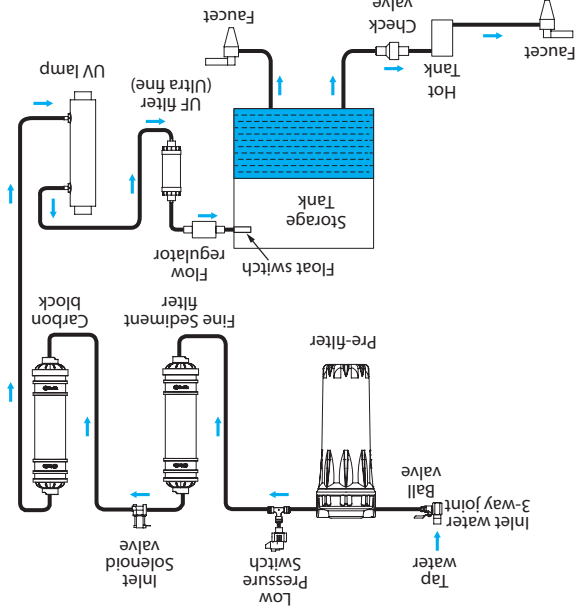 Tap
water
Low
Pressure
Switch
Inlet
Solenoid
valve
Inlet water
3-way joint
Ball
valve
Pre-filter
Fine Sediment
filter
Carbon
block
Float switch
Flow
regulator
Storage
Tank
UF filter
(Ultra fine)
UV lamp
Faucet
Hot
Tank
Check
valve
Faucet